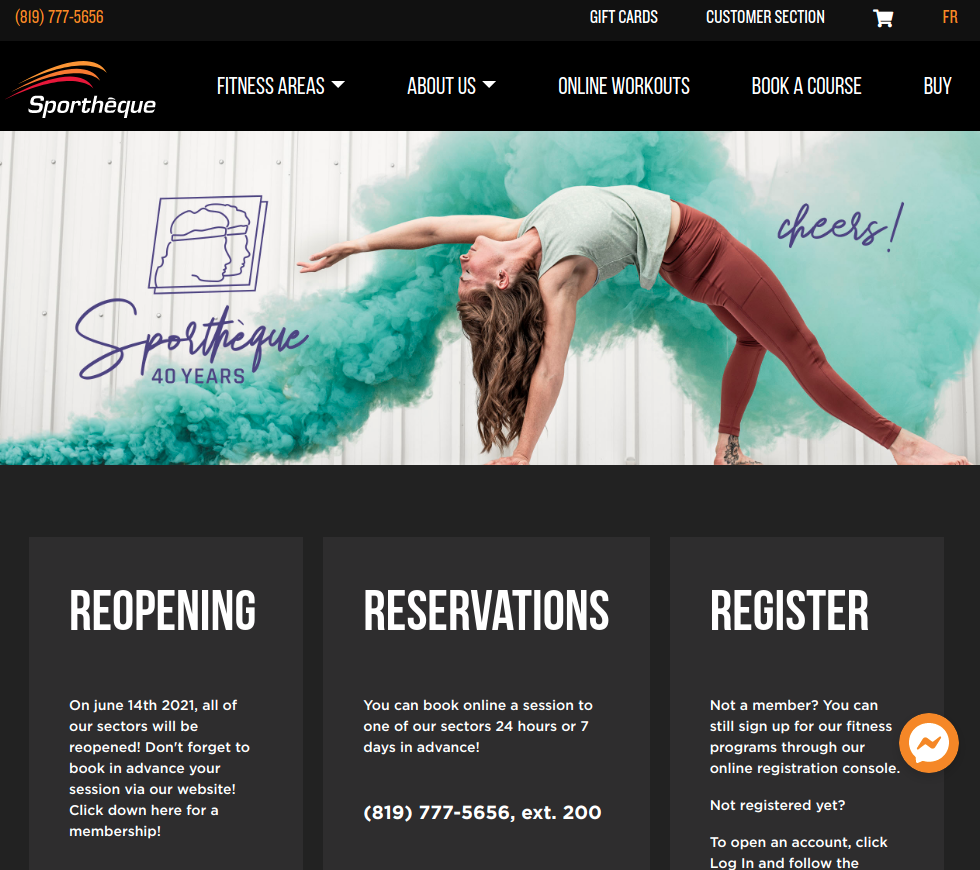 (819) 777-5656
GIFT CARDS
CUSTOMER SECTION
FR
Sporthêque
FITNESS AREAS
ABOUT US
ONLINE WORKOUTS
BOOK A COURSE
BUY
cheers!
Sporthèque
40 YEARS
REOPENING
On june 14th 2021, all of
our sectors will be
reopened! Don't forget to
book in advance your
session via our website!
Click down here for a
membership!
RESERVATIONS
You can book online a session to
one of our sectors 24 hours or 7
days in advance!
(819) 777-5656, ext. 200
REGISTER
Not a member? You can
still sign up for our fitness
programs through our
online registration console.
Not registered yet?
To open an account, click
Log In and follow the